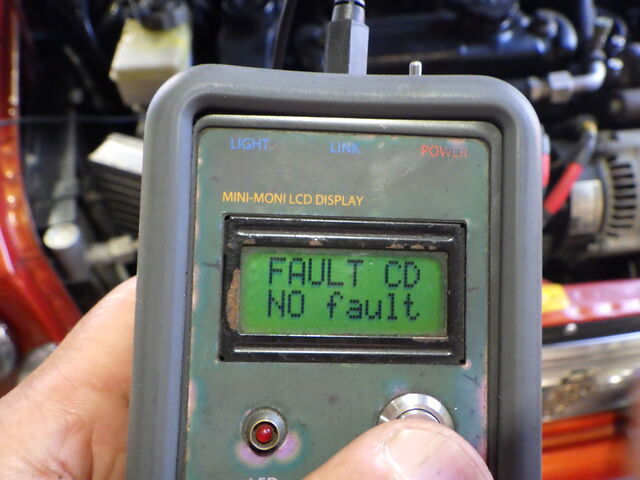 LIGHT LINK POWER
MINI-MONI LCD DISPLAY
FAULT CD
NO fault